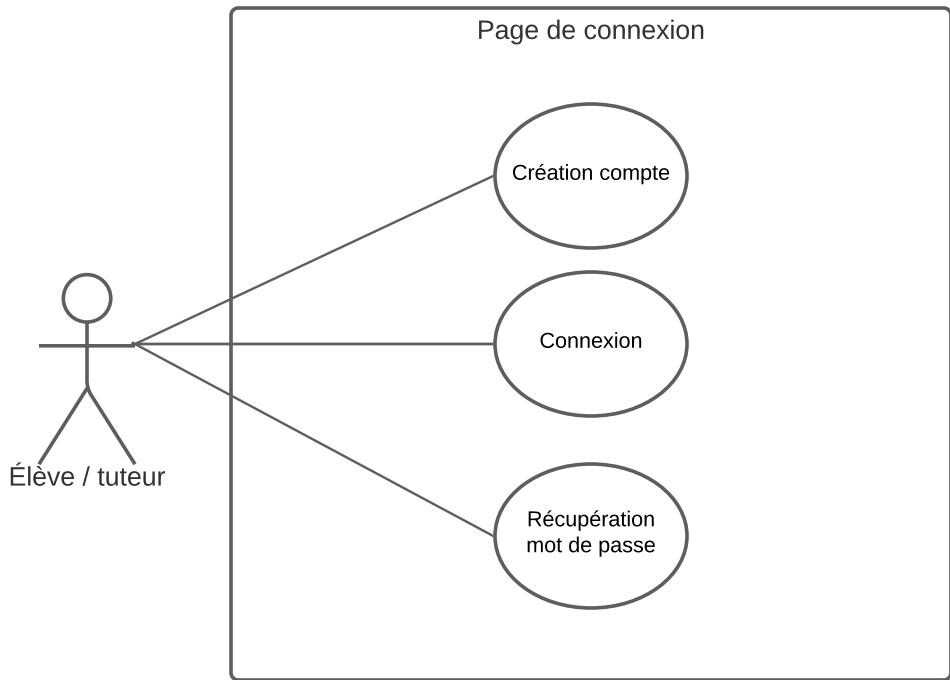 Page de connexion
Création compte
Connexion
Élève / tuteur
Récupération
mot de passe